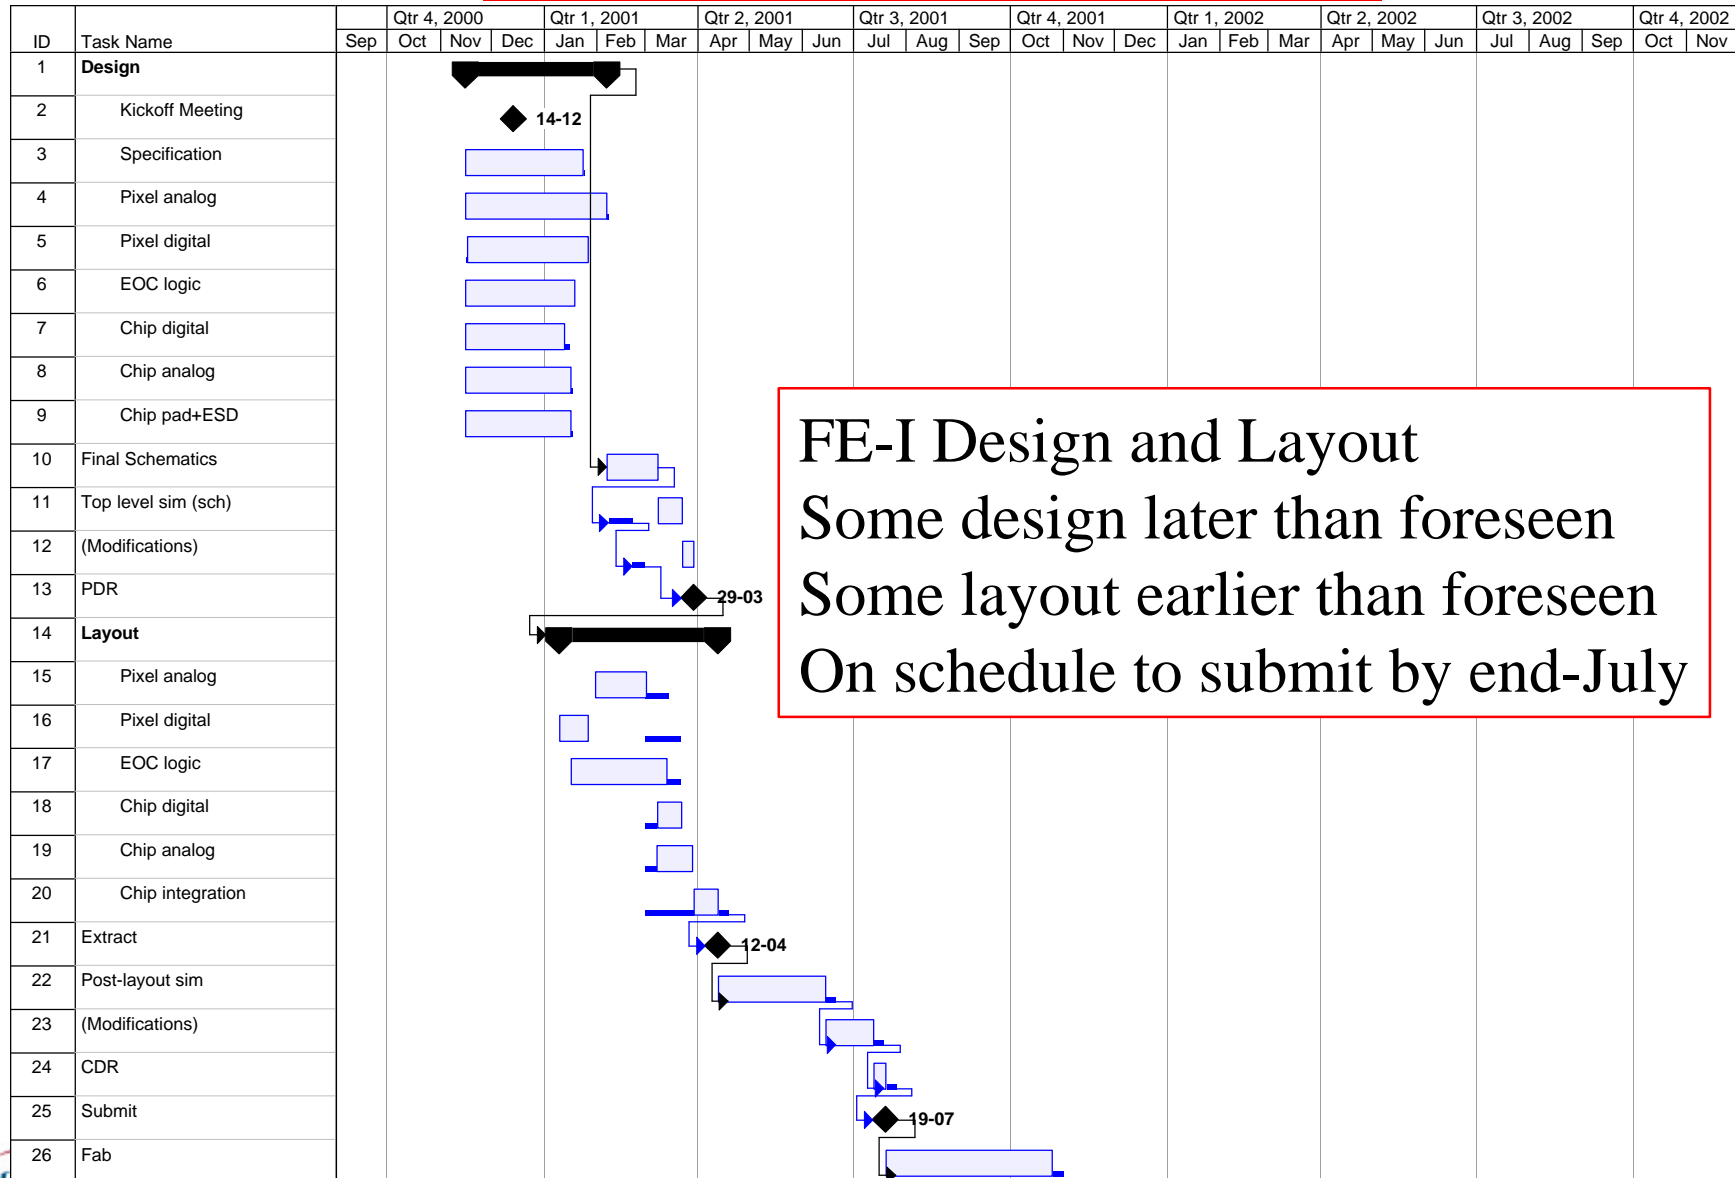 Qtr 4, 2000 Qtr 1, 2001 Qtr 2, 2001 Qtr 3, 2001 Qtr 4, 2001 Qtr 1, 2002 Qtr 2, 2002 Qtr 3, 2002 Qtr 4, 2002
ID Task Name Sep Oct Nov Dec Jan Feb Mar Apr May Jun Jul Aug Sep Oct Nov Dec Jan Feb Mar Apr May Jun Jul Aug Sep Oct Nov
1 Design
2 Kickoff Meeting 14-12
3 Specification
4 Pixel analog
5 Pixel digital
6 EOC logic
7 Chip digital
8 Chip analog
9 Chip pad+ESD
FE-I Design and Layout
10 Final Schematics
11 Top level sim (sch)
Some design later than foreseen
12 (Modifications)
13 PDR 29-03
Some layout earlier than foreseen
14 Layout
15 Pixel analog
On schedule to submit by end-July
16 Pixel digital
17 EOC logic
18 Chip digital
19 Chip analog
20 Chip integration
21 Extract 12-04
22 Post-layout sim
23 (Modifications)
24 CDR
25 Submit 19-07
26 Fab